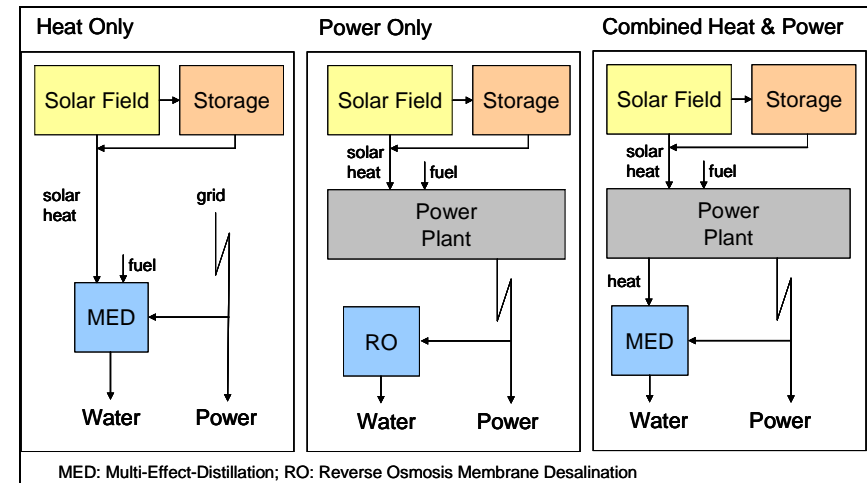 Heat Only
Solar Field
Storage
solar
heat
grid
fuel
MED
Water
Power
Power Only
Solar Field
Storage
solar
heat
fuel
Power
Plant
RO
Water
Power
Combined Heat & Power
Solar Field
Storage
solar
heat
fuel
Power
Plant
heat
MED
Water
Power
MED: Multi-Effect-Distillation; RO: Reverse Osmosis Membrane Desalination